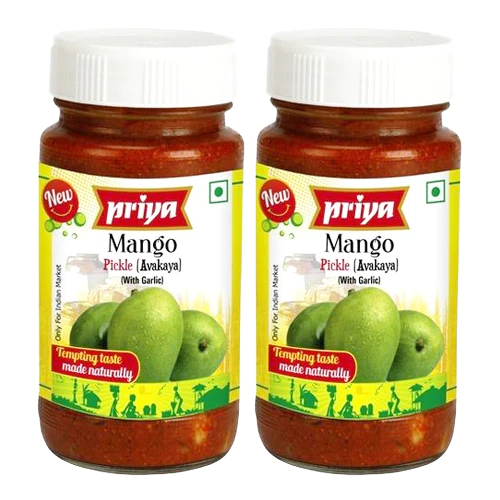 New
priya
Mango
Pickle (Avakaya)
(With Garlic)
Only For Indian Market
Tempting taste
made naturally
New
priya
Mango
Pickle (Avakaya)
(With Garlic)
Only For Indian Market
Tempting taste
made naturally